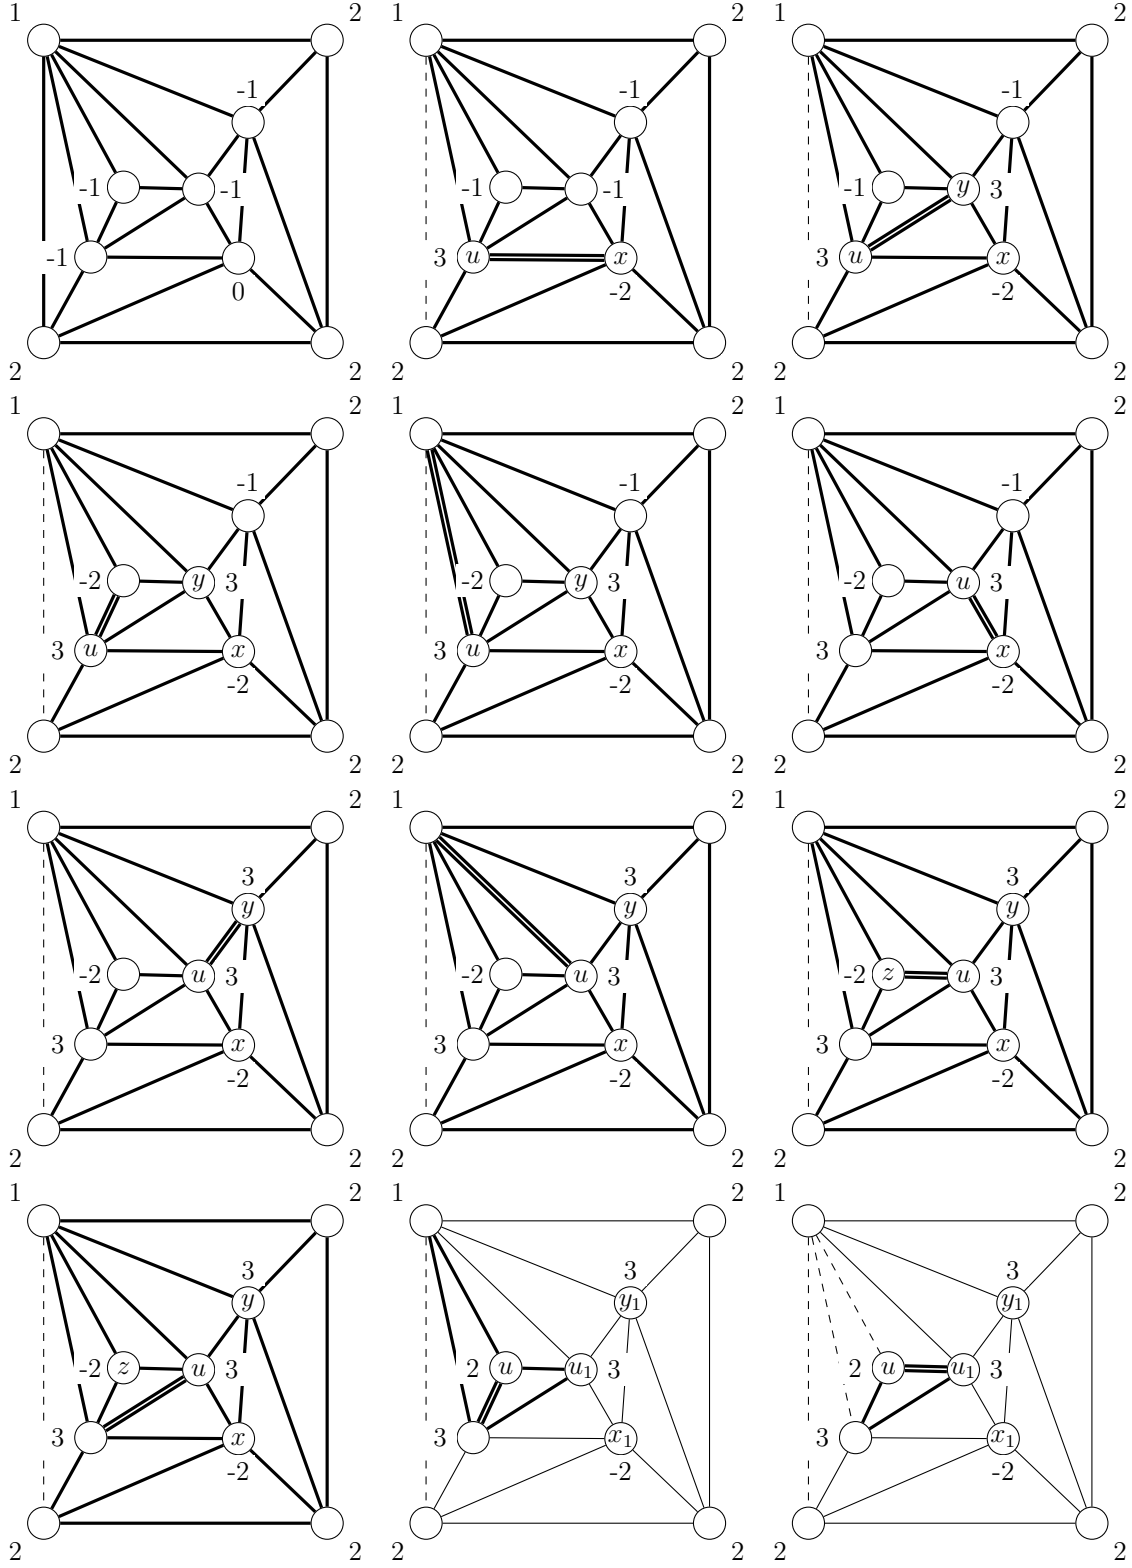 1 2 1 2 1 2
-1 -1 -1
-1 -1 -1 -1 -1 y 3
-1 3 u x 3 u x
0 -2 -2
2 2 2 2 2 2
1 2 1 2 1 2
-1 -1 -1
-2 y 3 -2 y 3 -2 u 3
3 u x 3 u x 3 x
-2 -2 -2
2 2 2 2 2 2
1 2 1 2 1 2
3 3 3
y y y
-2 u 3 -2 u 3 -2 z u 3
3 x 3 x 3 x
-2 -2 -2
2 2 2 2 2 2
1 2 1 2 1 2
3 3 3
y y₁ y₁
-2 z u 3 2 u u₁ 3 2 u u₁ 3
3 x 3 x₁ 3 x₁
-2 -2 -2
2 2 2 2 2 2